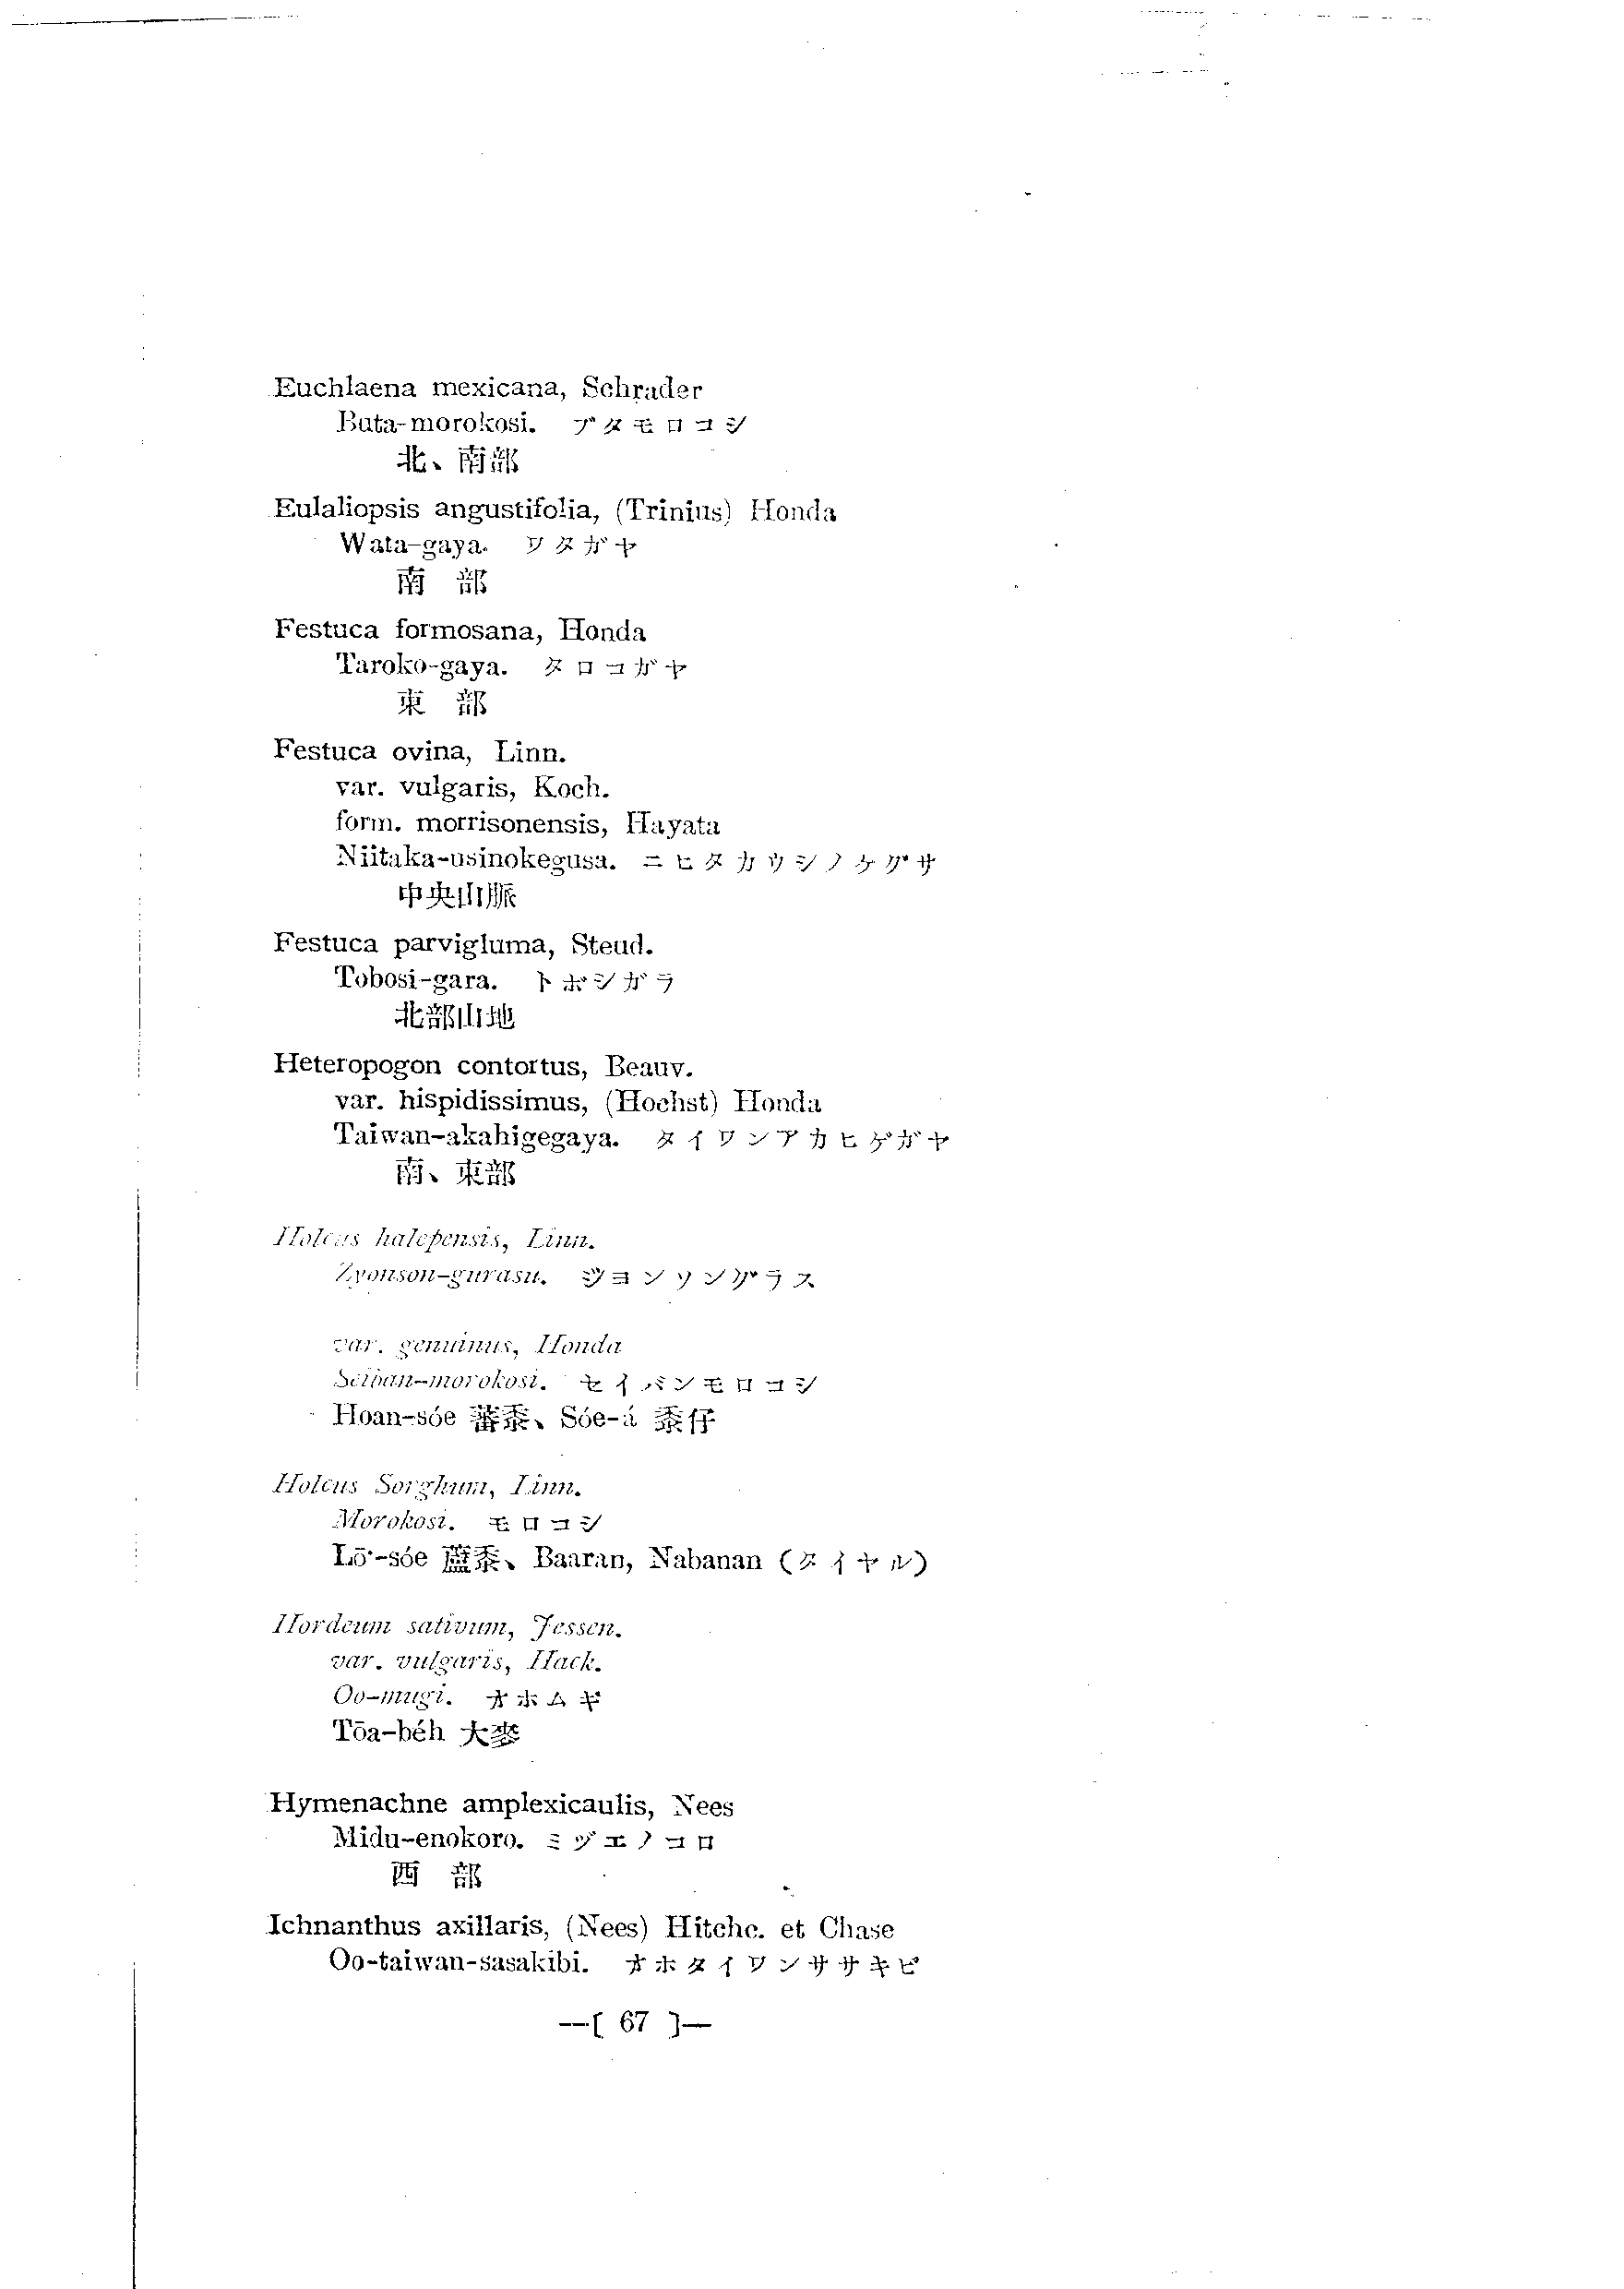 Euchlaena mexicana, Schrader
Buta-morokosi. ブタモロコシ
北、南部
Eulaliopsis angustifolia, (Trinius) Honda
Wata-gaya. ワタガヤ
南 部
Festuca formosana, Honda
Taroko-gaya. タロコガヤ
東 部
Festuca ovina, Linn.
var. vulgaris, Koch.
form. morrisonensis, Hayata
Niitaka-usinokegusa. ニヒタカウシノケグサ
中央山脈
Festuca parvigluma, Steud.
Tobosi-gara. トボシガラ
北部山地
Heteropogon contortus, Beauv.
var. hispidissimus, (Hochst) Honda
Taiwan-akahigegaya. タイワンアカヒゲガヤ
南、東部
Holcus halepensis, Linn.
Zyonson-gurasu. ジョンソングラス
var. genuinus, Honda
Seiban-morokosi. セイバンモロコシ
Hoan-sóe 蕃黍、Sóe-á 黍仔
Holcus Sorghum, Linn.
Morokosi. モロコシ
Lō͘-sóe 蘆黍、Baaran, Nabanan (タイヤル)
Hordeum sativum, Jessen.
var. vulgaris, Hack.
Oo-mugi. オホムギ
Tōa-béh 大麥
Hymenachne amplexicaulis, Nees
Midu-enokoro. ミヅエノコロ
西 部
Ichnanthus axillaris, (Nees) Hitchc. et Chase
Oo-taiwan-sasakibi. オホタイワンササキビ
—[ 67 ]—